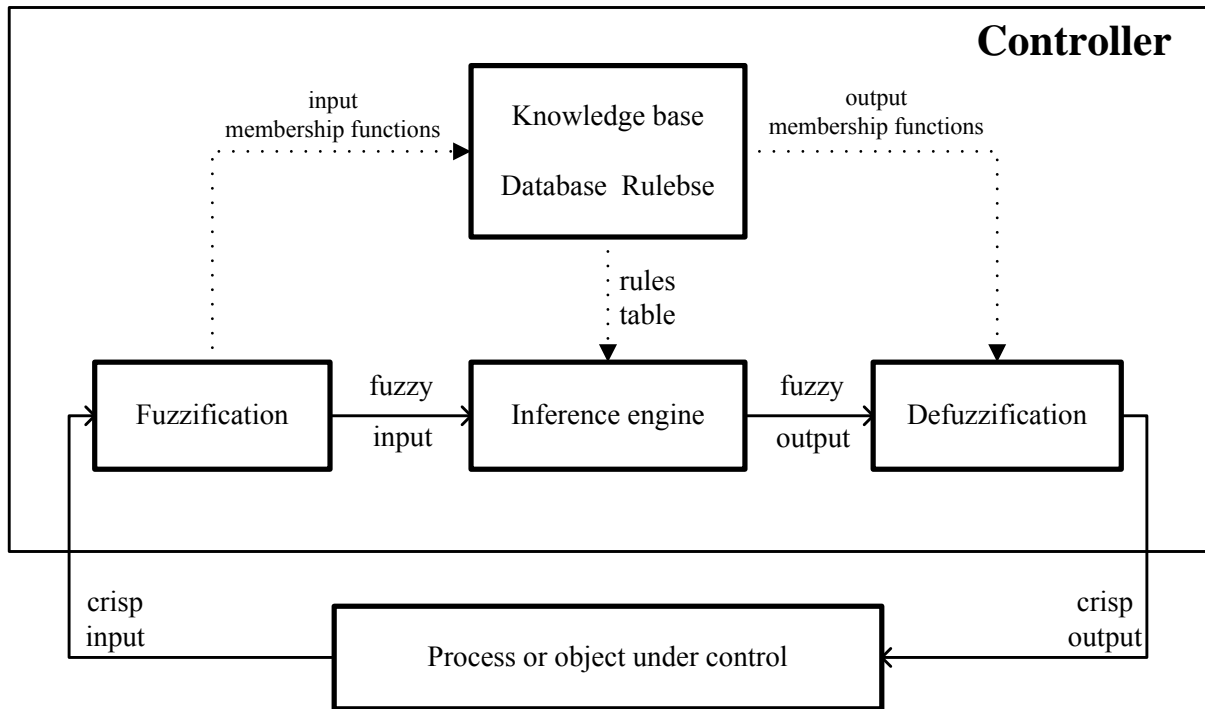 Controller
input
membership functions
Knowledge base
Database Rulebse
output
membership functions
rules
table
Fuzzification
fuzzy
input
Inference engine
fuzzy
output
Defuzzification
crisp
input
Process or object under control
crisp
output